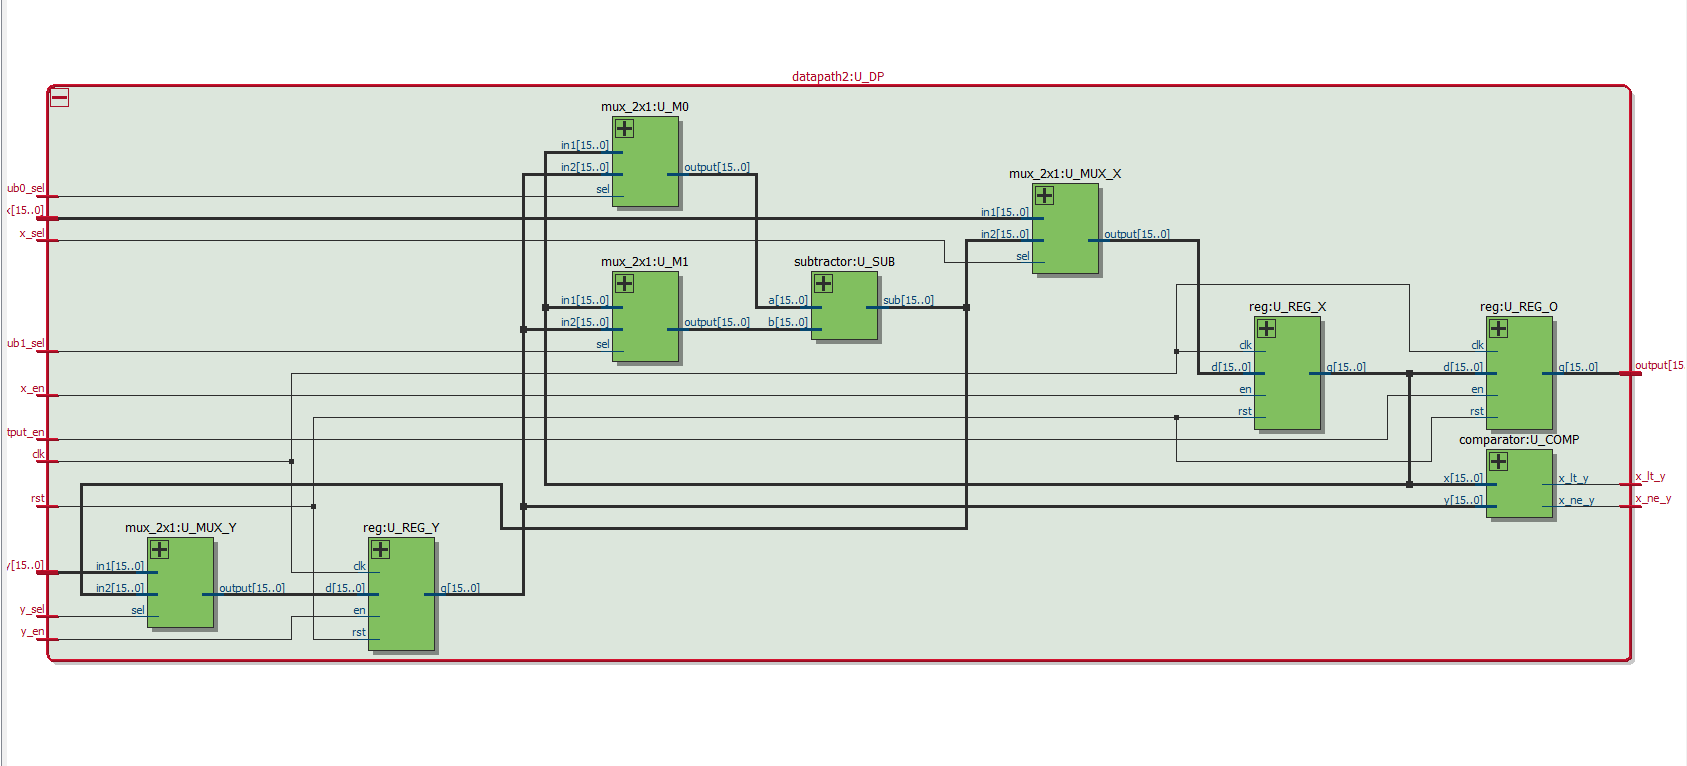 datapath2:U_DP
mux_2x1:U_M0
in1[15..0]
in2[15..0]
sel
output[15..0]
mux_2x1:U_MUX_X
in1[15..0]
in2[15..0]
sel
output[15..0]
ub0_sel
[15..0]
x_sel
mux_2x1:U_M1
in1[15..0]
in2[15..0]
sel
output[15..0]
subtractor:U_SUB
a[15..0]
b[15..0]
sub[15..0]
reg:U_REG_X
clk
d[15..0]
en
rst
q[15..0]
reg:U_REG_O
clk
d[15..0]
en
rst
q[15..0]
output[15
ub1_sel
x_en
tput_en
clk
rst
comparator:U_COMP
x[15..0]
y[15..0]
x_lt_y
x_ne_y
x_lt_y
x_ne_y
mux_2x1:U_MUX_Y
in1[15..0]
in2[15..0]
sel
output[15..0]
reg:U_REG_Y
clk
d[15..0]
en
rst
q[15..0]
y[15..0]
y_sel
y_en